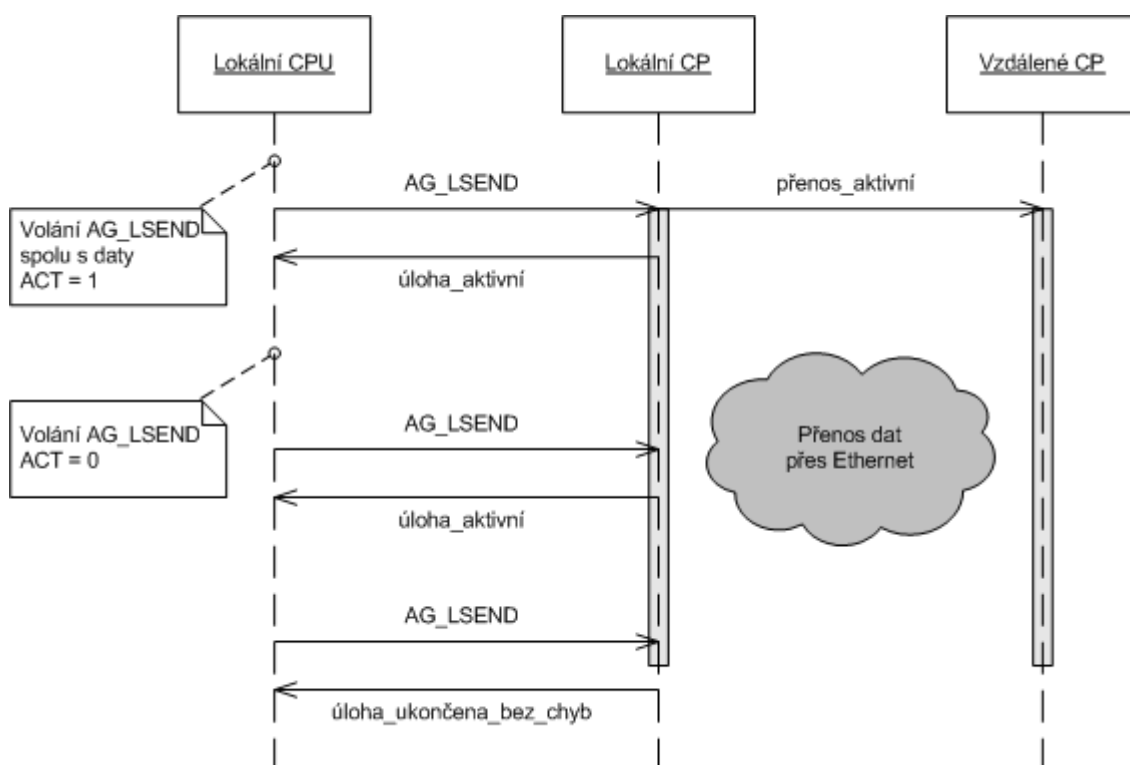 Lokální CPU
Lokální CP
Vzdálené CP
AG_LSEND
přenos_aktivní
Volání AG_LSEND
spolu s daty
ACT = 1
úloha_aktivní
Volání AG_LSEND
ACT = 0
AG_LSEND
Přenos dat
přes Ethernet
úloha_aktivní
AG_LSEND
úloha_ukončena_bez_chyb